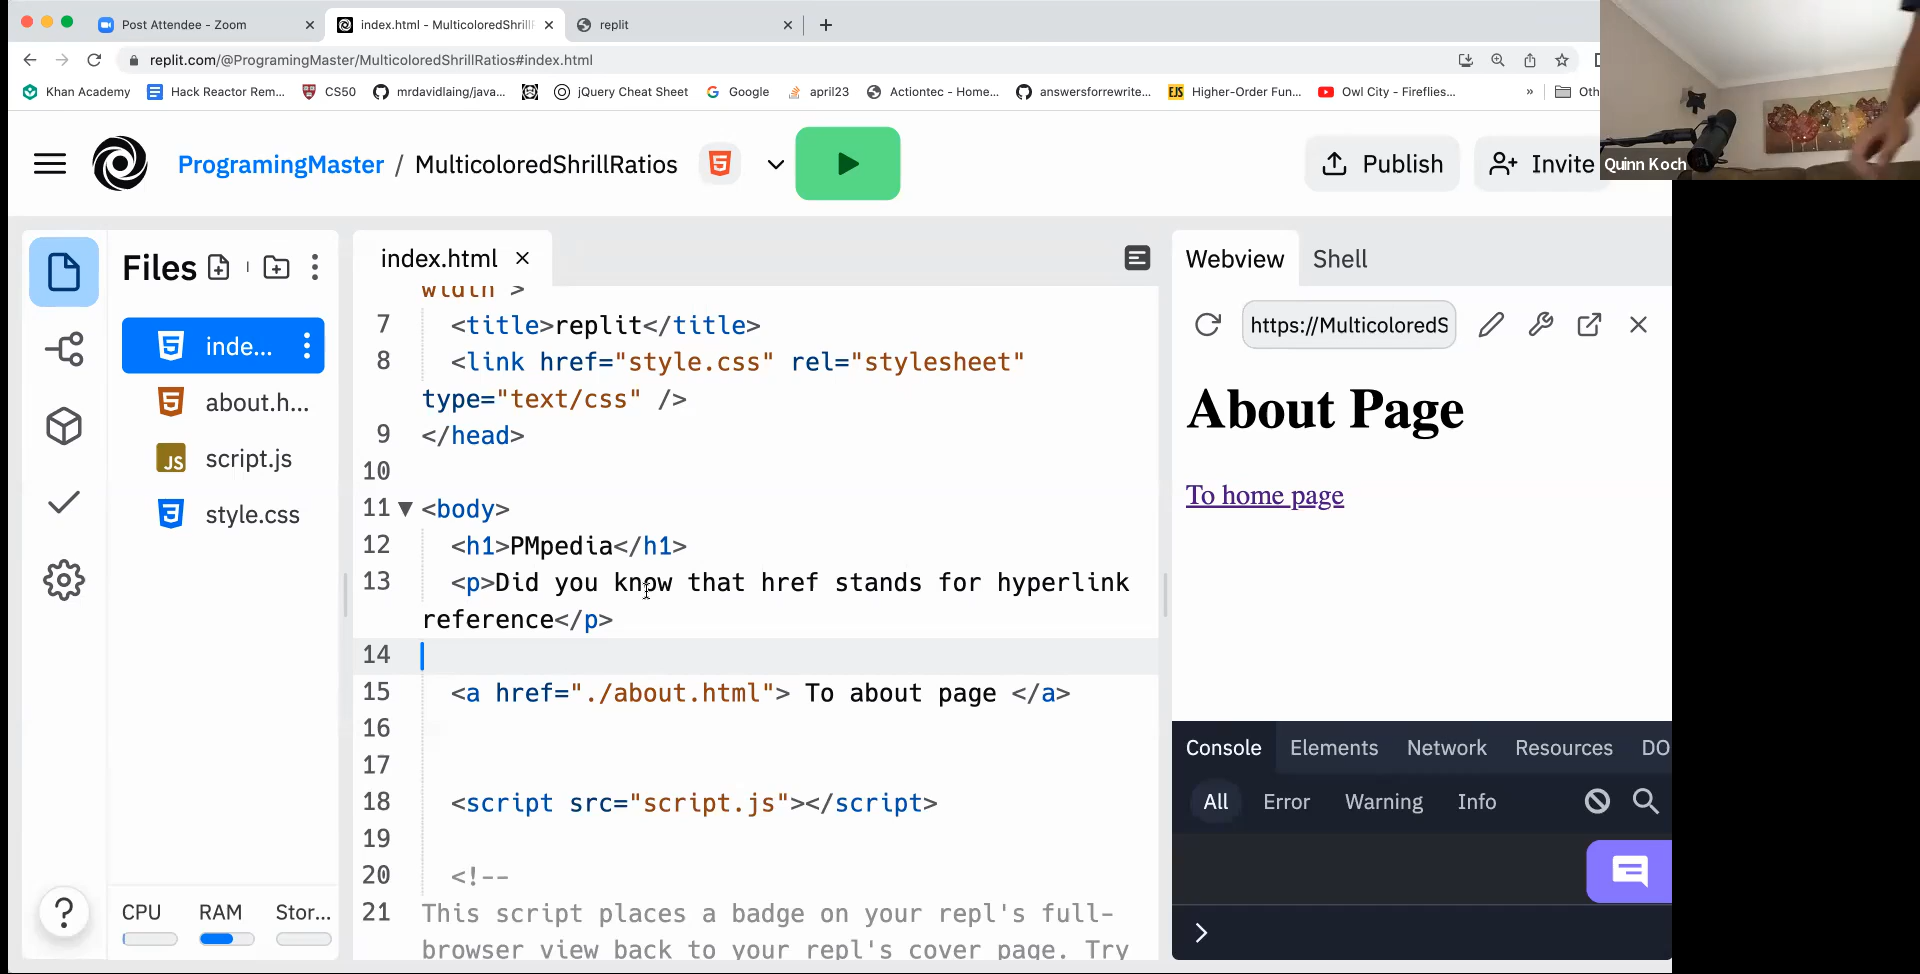 Post Attendee - Zoom
index.html - MulticoloredShrill
replit
replit.com/@ProgramingMaster/MulticoloredShrillRatios#index.html
Khan Academy
Hack Reactor Rem...
CS50
mrdavidlaing/java...
jQuery Cheat Sheet
Google
april23
Actiontec - Home...
answersforrewrite...
EJS Higher-Order Fun...
Owl City - Fireflies...
»
Oth
Quinn Koch
ProgramingMaster / MulticoloredShrillRatios
Publish
Invite
Files
inde...
about.h...
JS script.js
style.css
CPU RAM Stor...
?
index.html
width">
7 <title>replit</title>
8 <link href="style.css" rel="stylesheet"
type="text/css" />
9 </head>
10
11 <body>
12 <h1>PMpedia</h1>
13 <p>Did you know that href stands for hyperlink
reference</p>
14
15 <a href="./about.html"> To about page </a>
16
17
18 <script src="script.js"></script>
19
20 <!--
21 This script places a badge on your repl's full-
browser view back to your repl's cover page. Try
Webview Shell
https://MulticoloredS
About Page
To home page
Console Elements Network Resources DO
All Error Warning Info